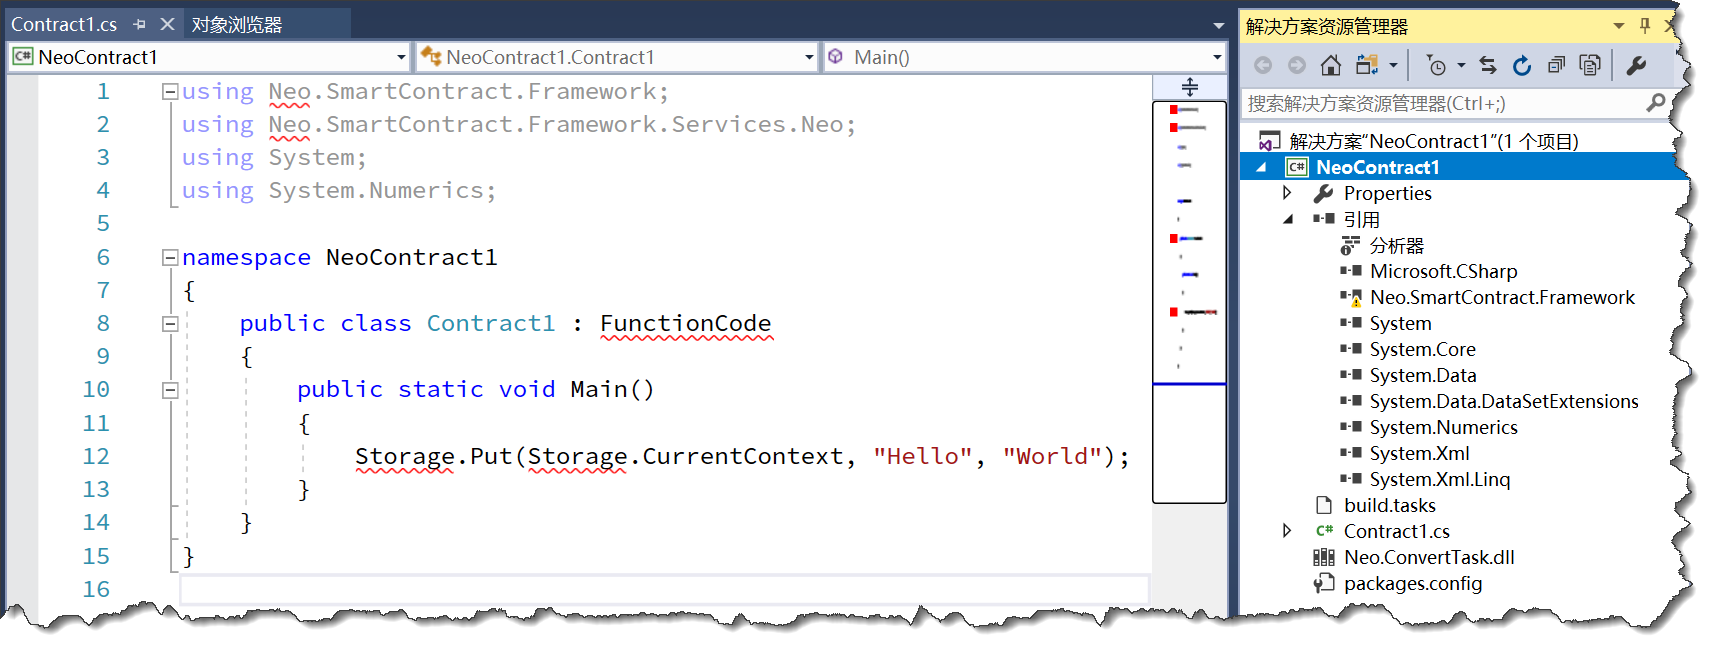 Contract1.cs
对象浏览器
NeoContract1
NeoContract1.Contract1
Main()
1 using Neo.SmartContract.Framework;
2 using Neo.SmartContract.Framework.Services.Neo;
3 using System;
4 using System.Numerics;
5
6 namespace NeoContract1
7 {
8 public class Contract1 : FunctionCode
9 {
10 public static void Main()
11 {
12 Storage.Put(Storage.CurrentContext, "Hello", "World");
13 }
14 }
15 }
16
解决方案资源管理器
搜索解决方案资源管理器(Ctrl+;)
解决方案“NeoContract1”(1 个项目)
C# NeoContract1
Properties
引用
分析器
Microsoft.CSharp
Neo.SmartContract.Framework
System
System.Core
System.Data
System.Data.DataSetExtensions
System.Numerics
System.Xml
System.Xml.Linq
build.tasks
C# Contract1.cs
Neo.ConvertTask.dll
packages.config